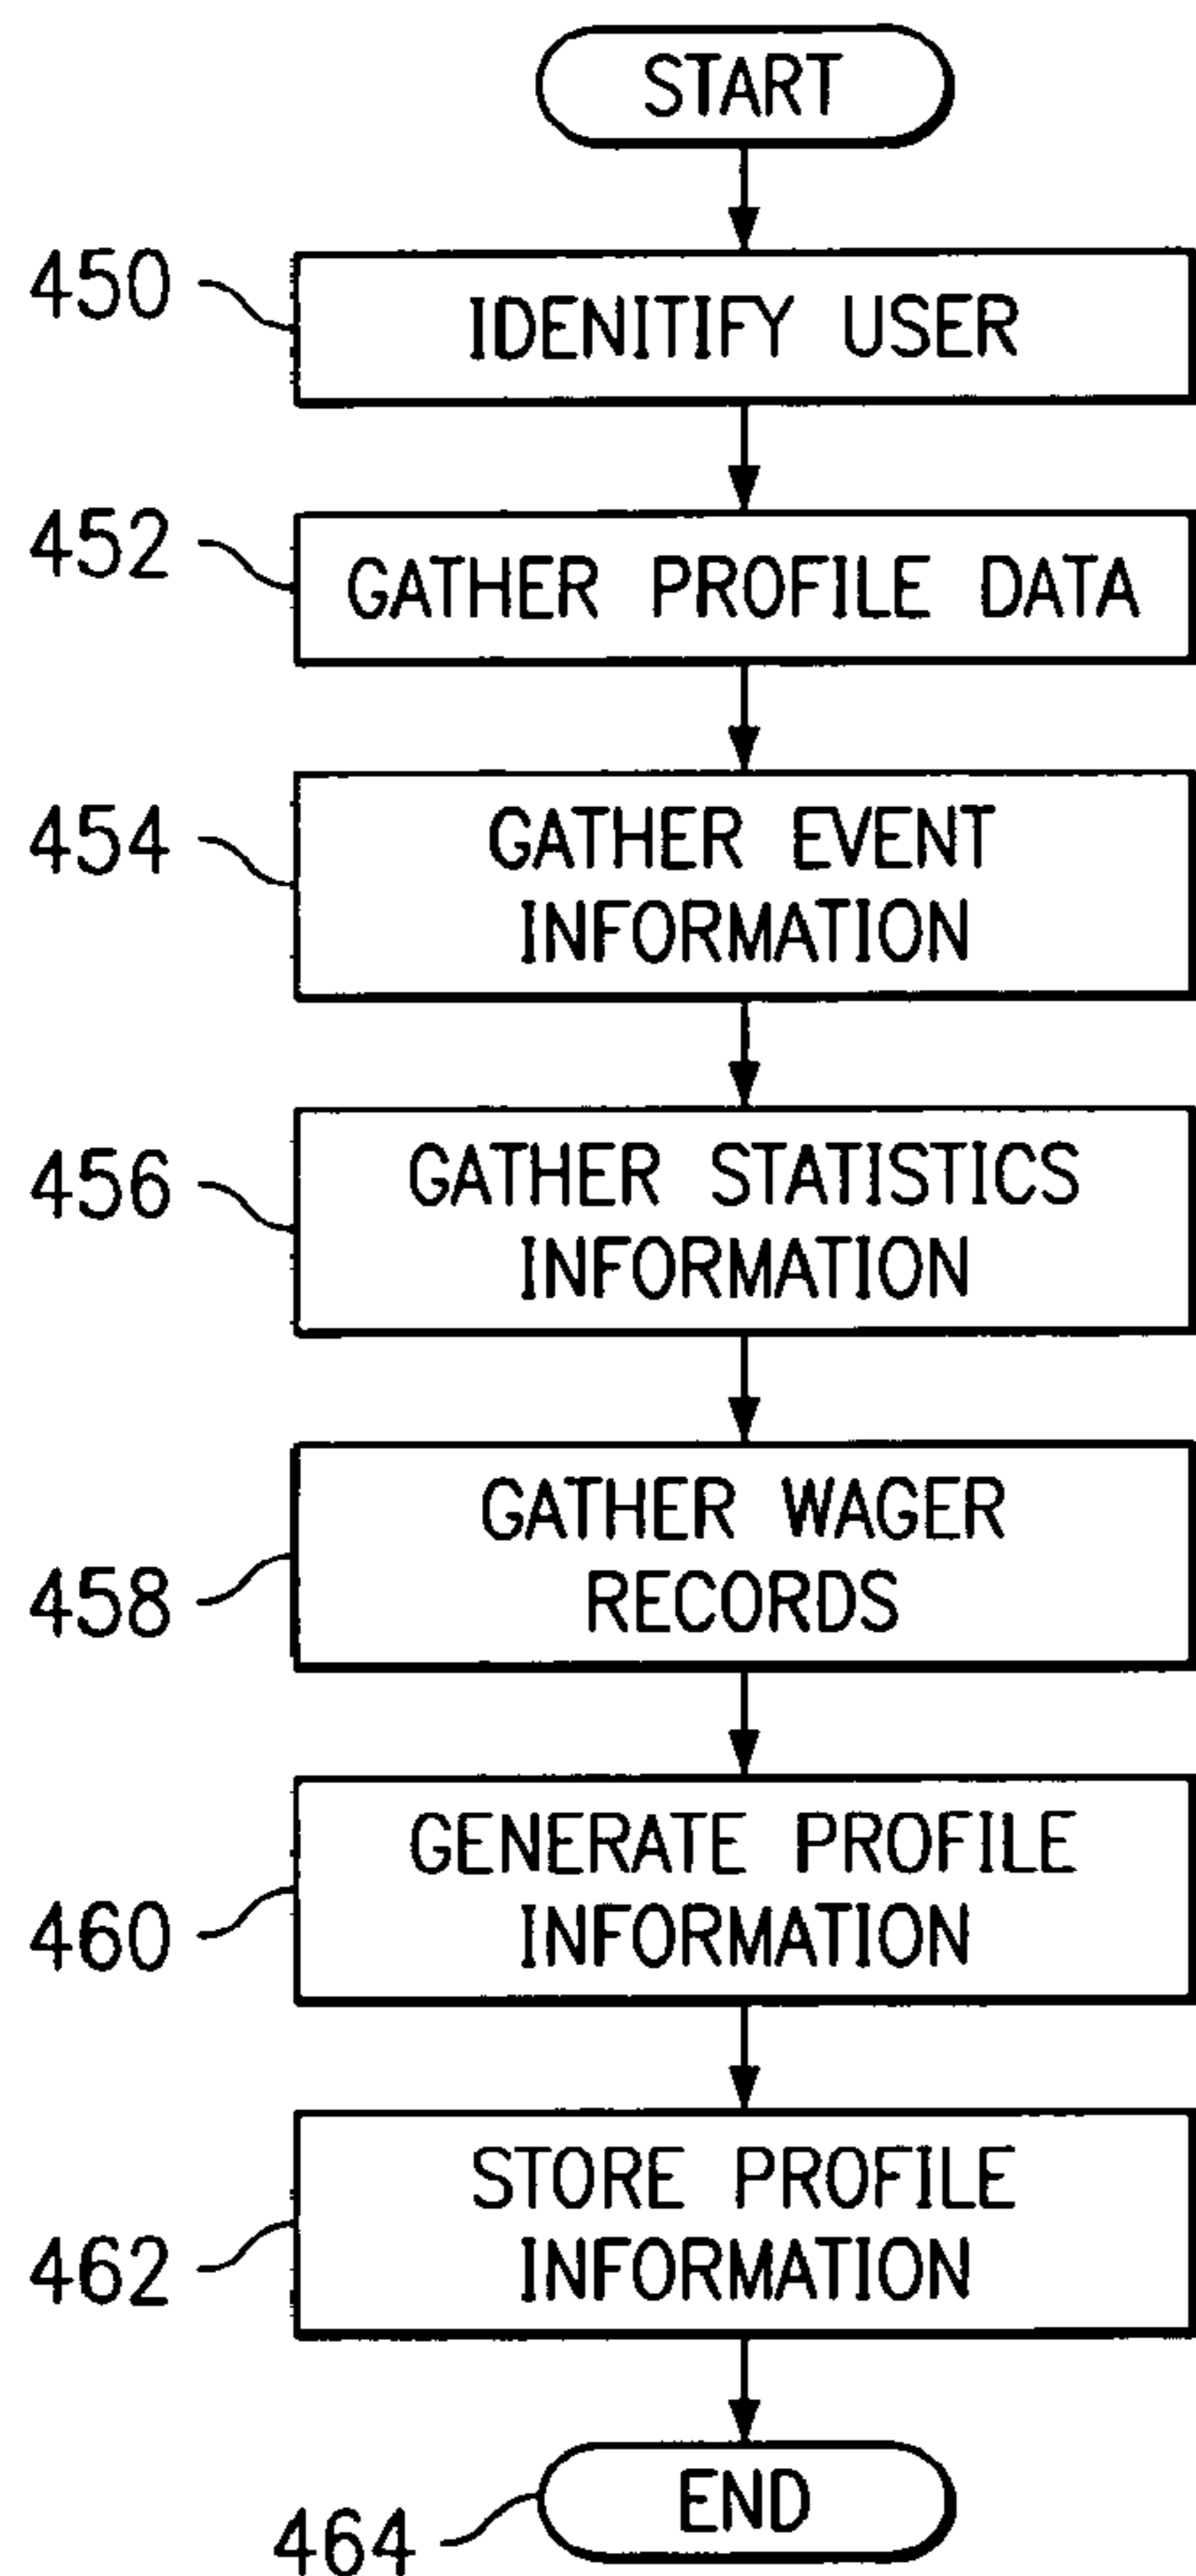 START
450
IDENITIFY USER
452
GATHER PROFILE DATA
454
GATHER EVENT
INFORMATION
456
GATHER STATISTICS
INFORMATION
458
GATHER WAGER
RECORDS
460
GENERATE PROFILE
INFORMATION
462
STORE PROFILE
INFORMATION
464
END